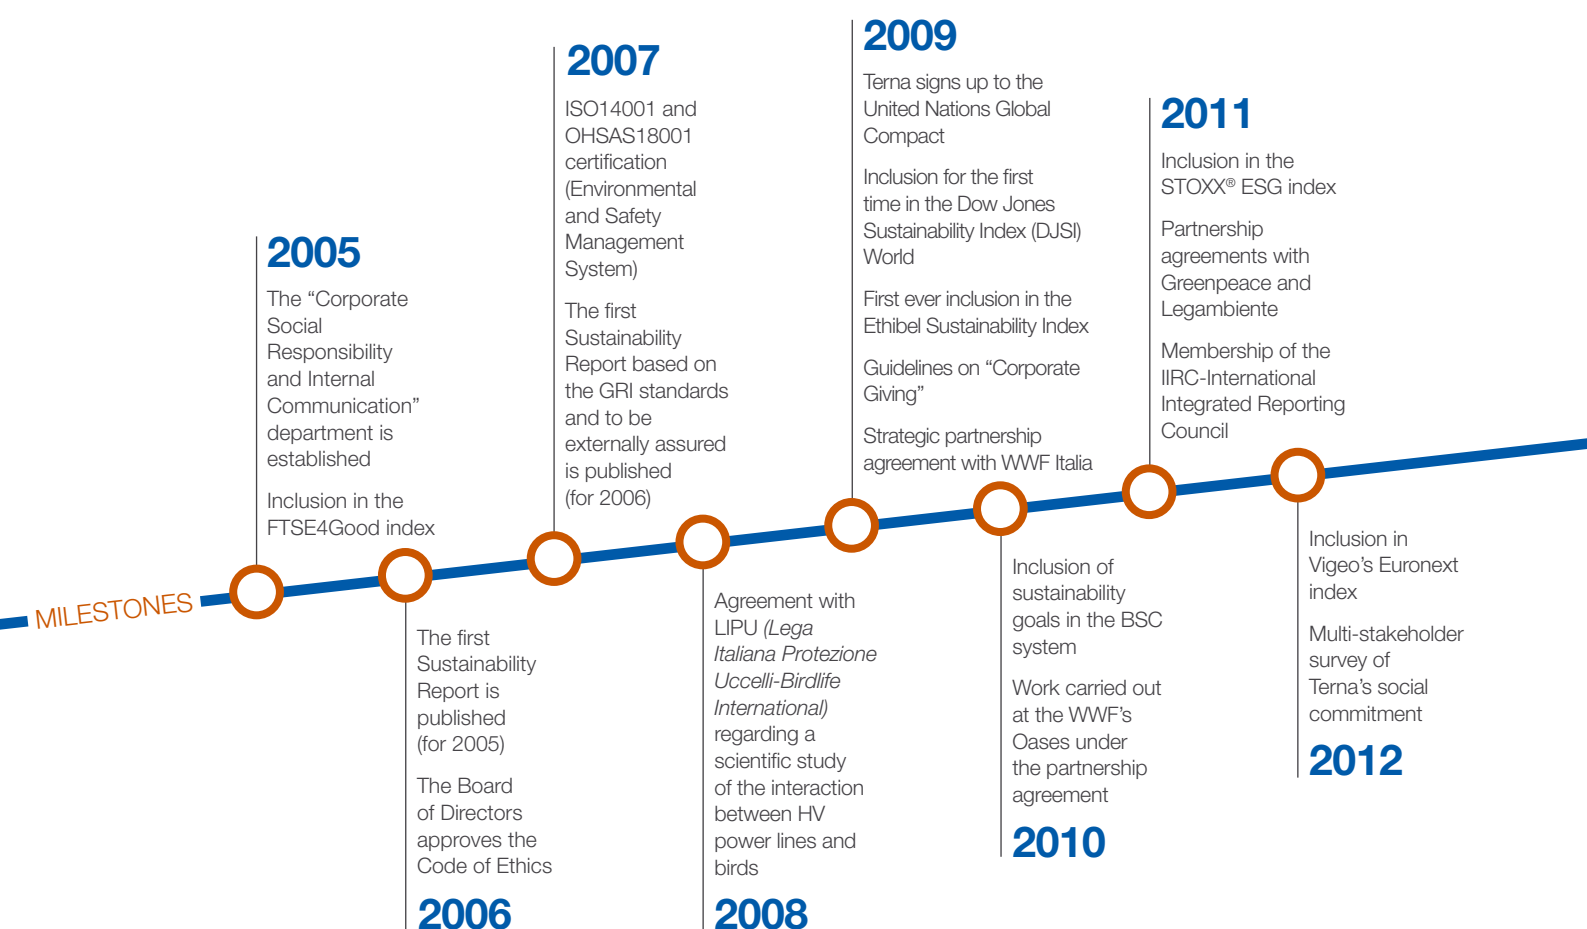 MILESTONES
2005
The “Corporate
Social
Responsibility
and Internal
Communication”
department is
established
Inclusion in the
FTSE4Good index
The first
Sustainability
Report is
published
(for 2005)
The Board
of Directors
approves the
Code of Ethics
2006
2007
ISO14001 and
OHSAS18001
certification
(Environmental
and Safety
Management
System)
The first
Sustainability
Report based on
the GRI standards
and to be
externally assured
is published
(for 2006)
Agreement with
LIPU (Lega
Italiana Protezione
Uccelli-Birdlife
International)
regarding a
scientific study
of the interaction
between HV
power lines and
birds
2008
2009
Terna signs up to the
United Nations Global
Compact
Inclusion for the first
time in the Dow Jones
Sustainability Index (DJSI)
World
First ever inclusion in the
Ethibel Sustainability Index
Guidelines on “Corporate
Giving”
Strategic partnership
agreement with WWF Italia
Inclusion of
sustainability
goals in the BSC
system
Work carried out
at the WWF’s
Oases under
the partnership
agreement
2010
2011
Inclusion in the
STOXX® ESG index
Partnership
agreements with
Greenpeace and
Legambiente
Membership of the
IIRC-International
Integrated Reporting
Council
Inclusion in
Vigeo’s Euronext
index
Multi-stakeholder
survey of
Terna’s social
commitment
2012